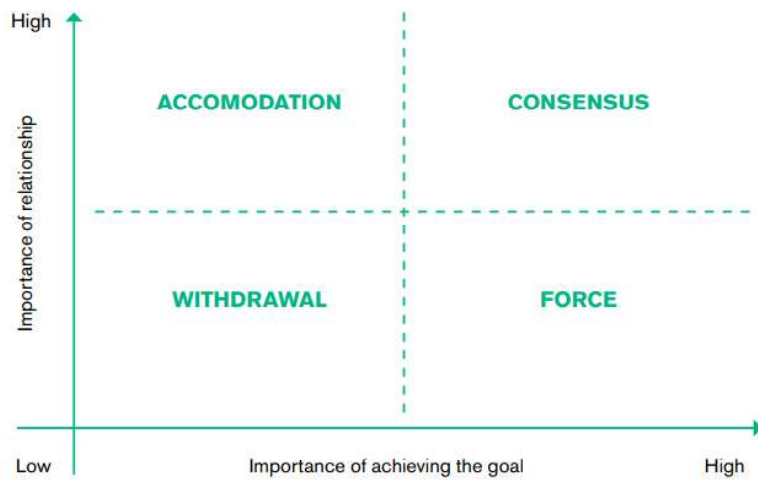 High
ACCOMODATION
CONSENSUS
Importance of relationship
WITHDRAWAL
FORCE
Low
Importance of achieving the goal
High